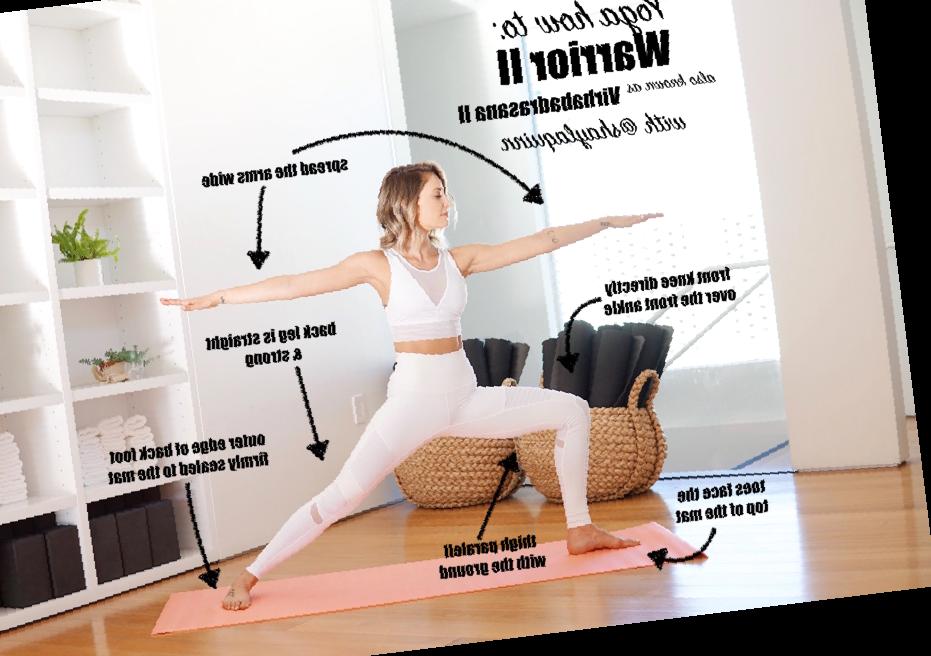 Yoga how to:
Warrior II
also known as Virhabadrasana II
with @shaylaquinn
spread the arms wide
front knee directly
over the front ankle
back leg is straight
& strong
outer edge of back foot
firmly sealed to the mat
toes face the
top of the mat
thigh paralell
with the ground